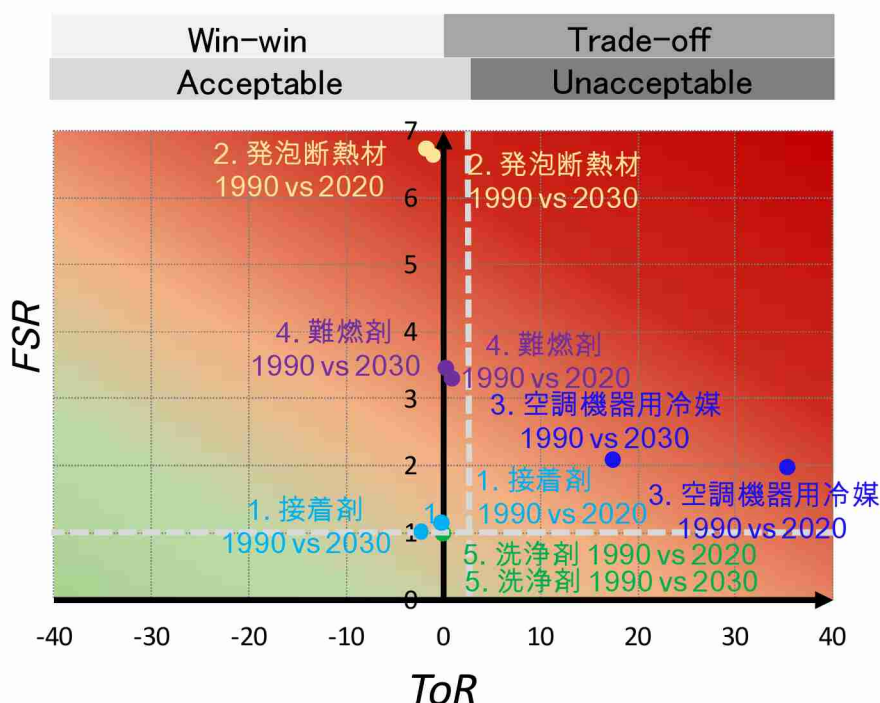 Win-win
Trade-off
Acceptable
Unacceptable
7
2. 発泡断熱材
1990 vs 2020
2. 発泡断熱材
1990 vs 2030
6
5
4
4. 難燃剤
1990 vs 2030
4. 難燃剤
1990 vs 2020
3
3. 空調機器用冷媒
1990 vs 2030
2
1. 接着剤
1990 vs 2020
3. 空調機器用冷媒
1990 vs 2020
1. 接着剤
1990 vs 2030
1
1
5. 洗浄剤 1990 vs 2020
5. 洗浄剤 1990 vs 2030
0
FSR
-40
-30
-20
-10
0
10
20
30
40
ToR